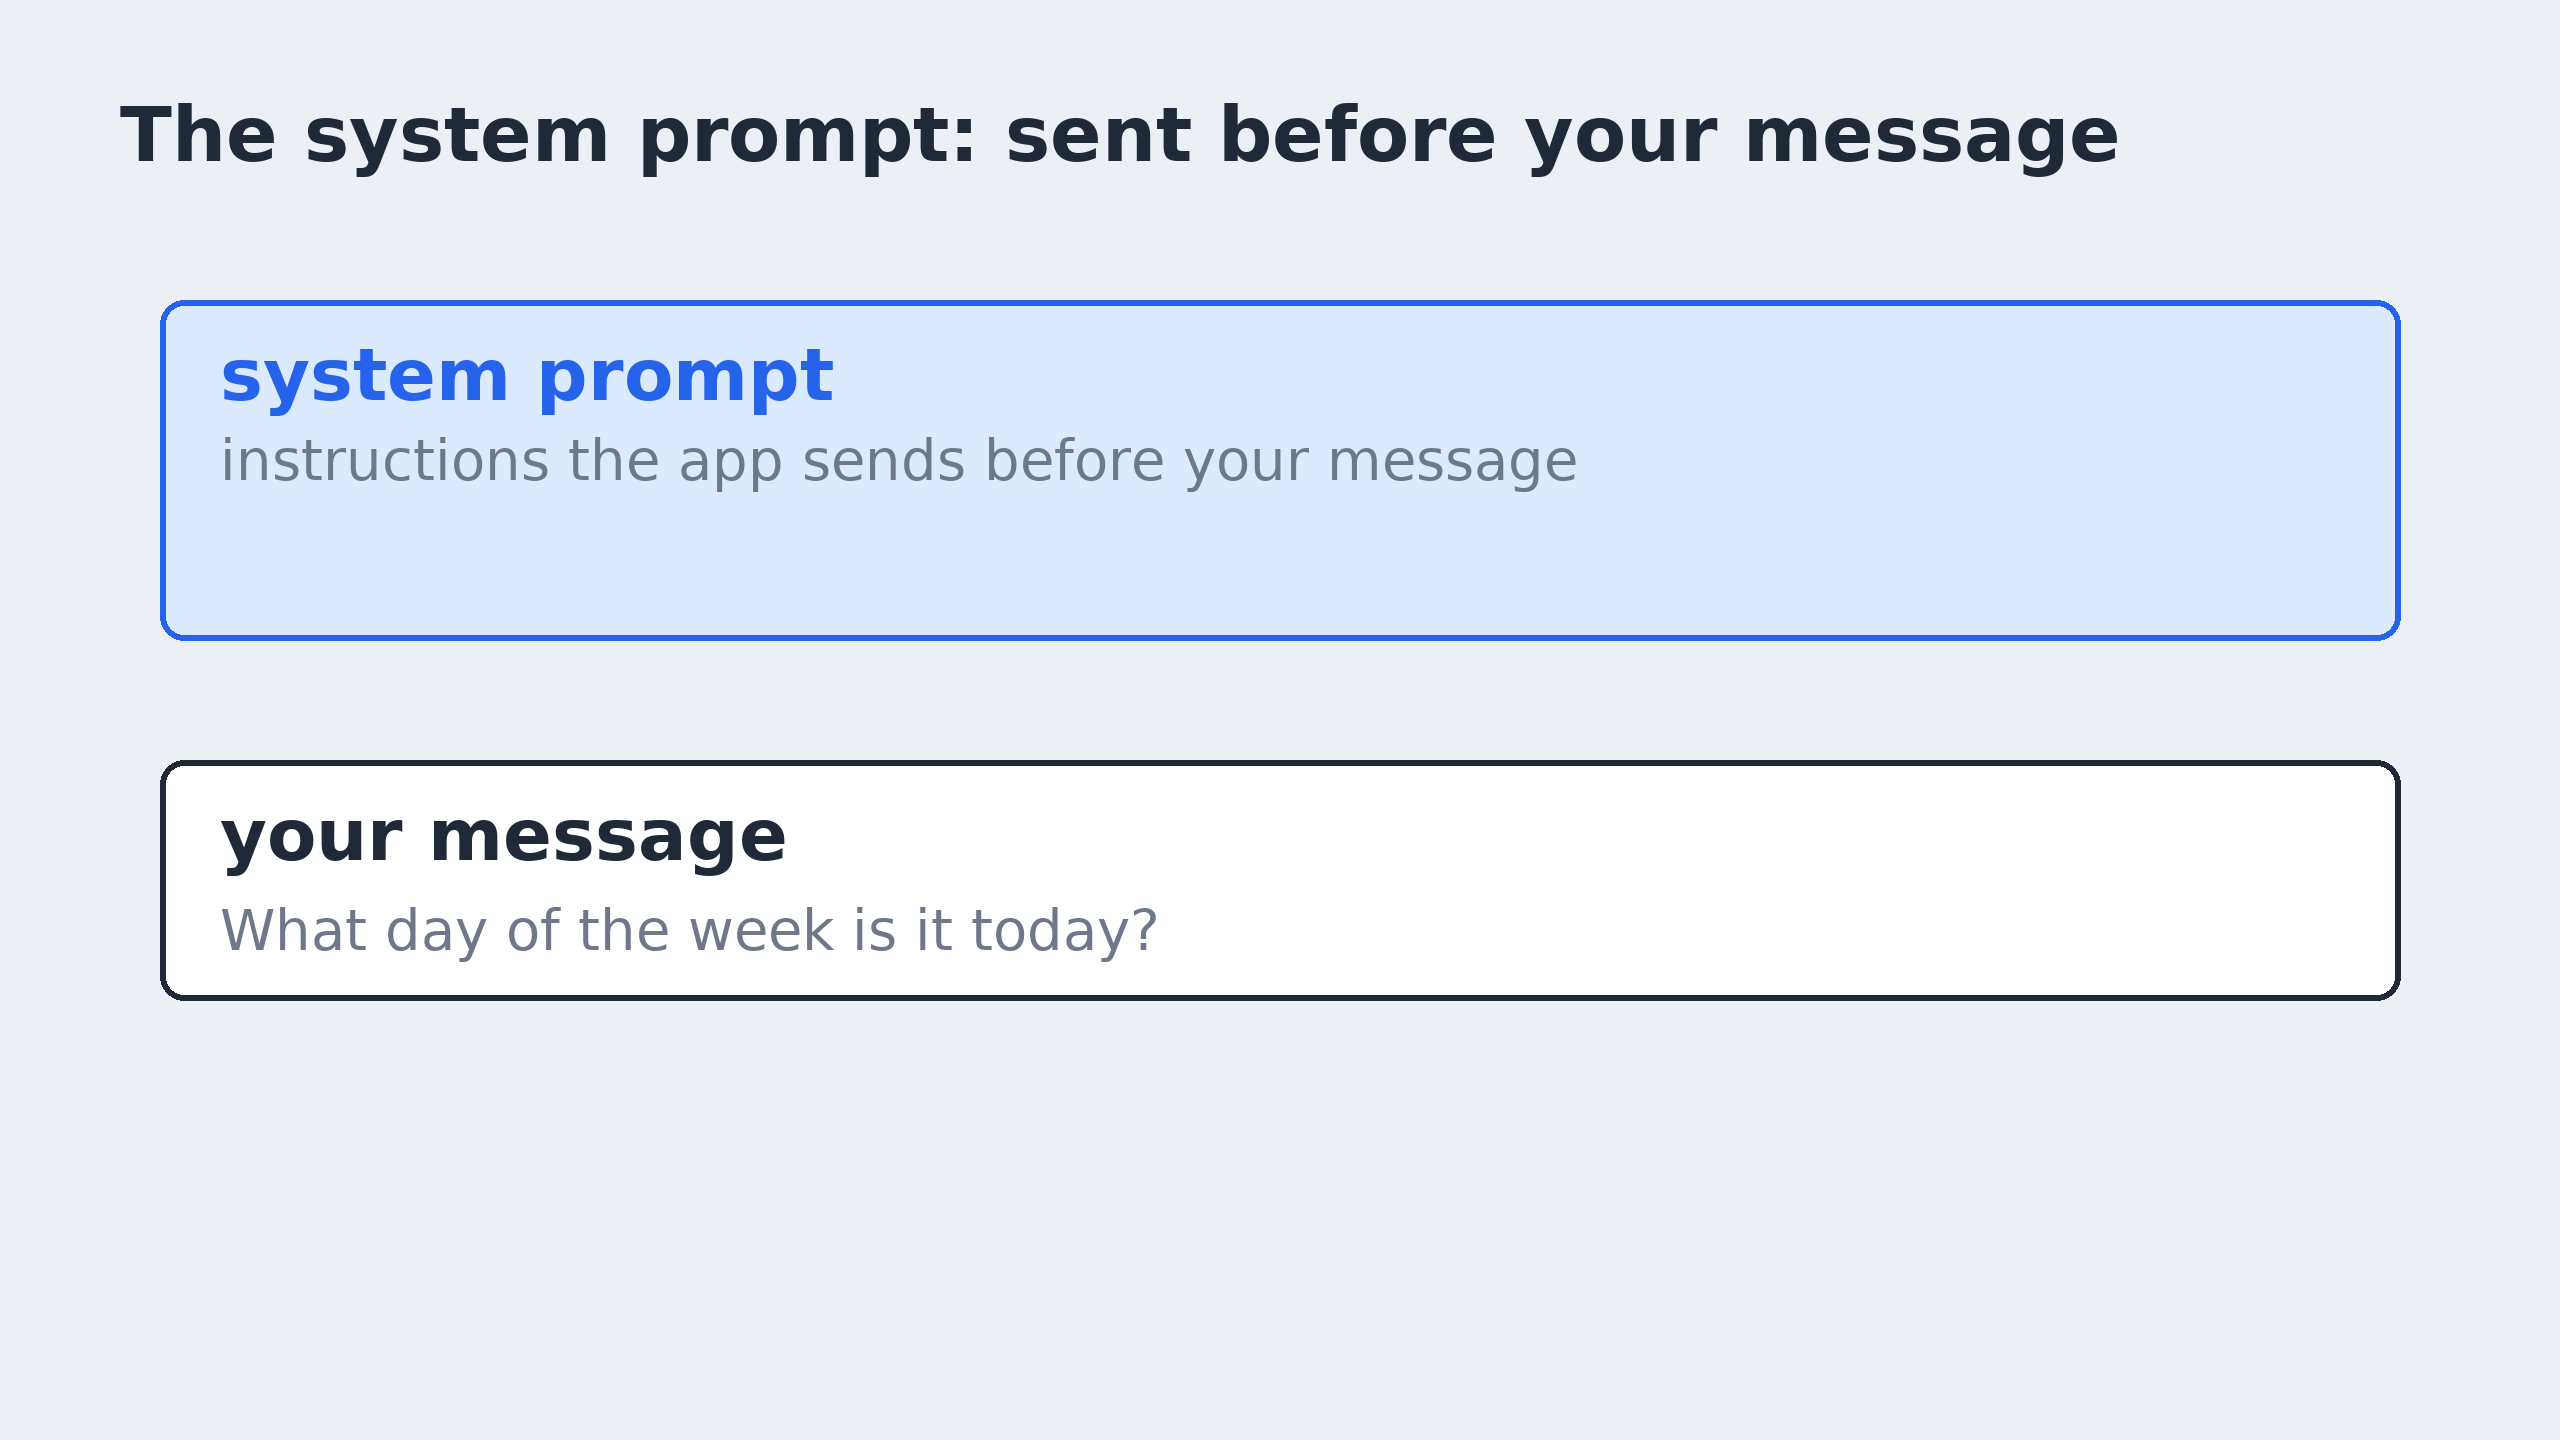 The system prompt: sent before your message
system prompt
instructions the app sends before your message
your message
What day of the week is it today?